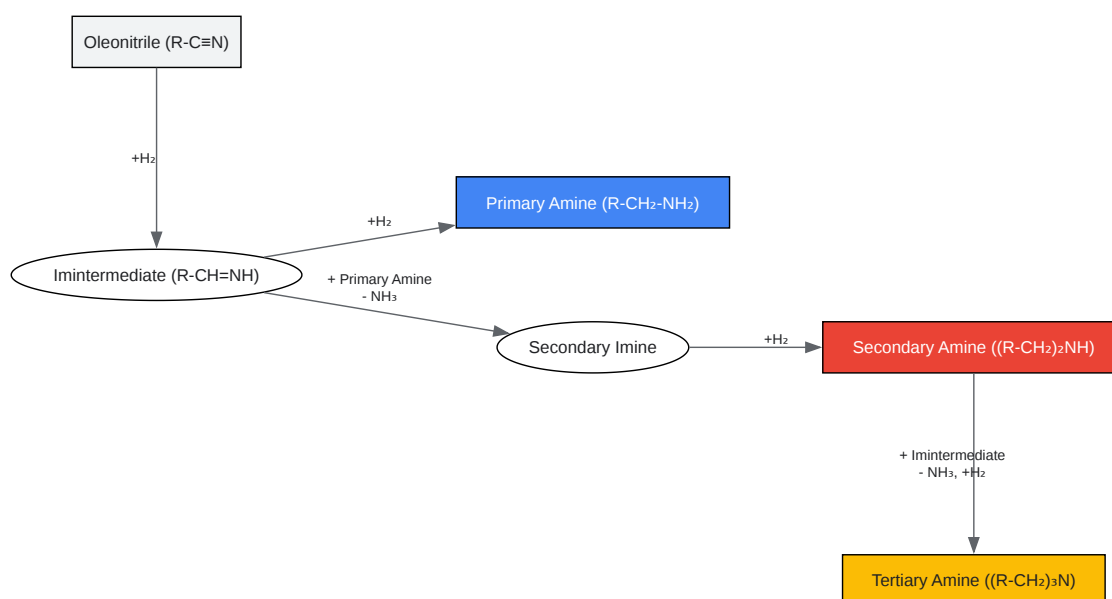 Oleonitrile (R-C≡N)
+H₂
Primary Amine (R-CH₂-NH₂)
+H₂
Imintermediate (R-CH=NH)
+ Primary Amine
- NH₃
Secondary Imine
+H₂
Secondary Amine ((R-CH₂)₂NH)
+ Imintermediate
- NH₃, +H₂
Tertiary Amine ((R-CH₂)₃N)